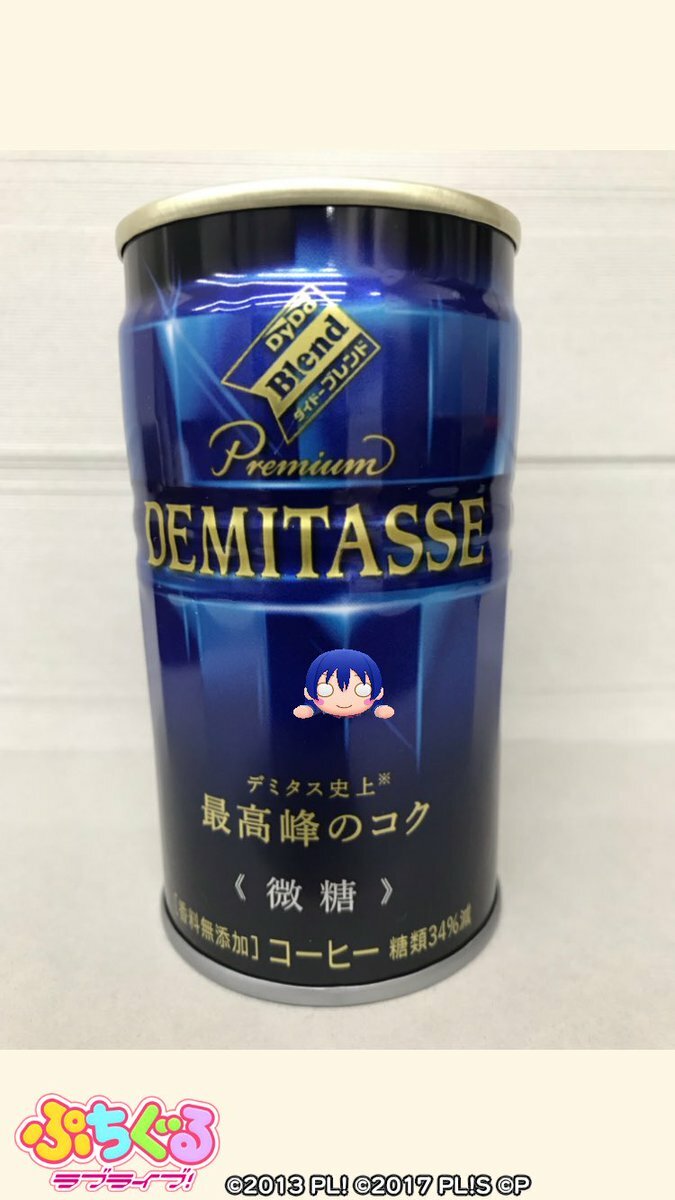 DyDo
Blend
ダイドーブレンド
Premium
DEMITASSE
デミタス史上※
最高峰のコク
《微糖》
[香料無添加] コーヒー 糖類34%減
ぷちぐる
ラブライブ!
©2013 PL! ©2017 PL!S ©P